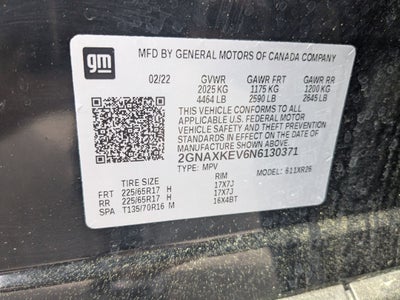 gm
MFD BY GENERAL MOTORS OF CANADA COMPANY
02/22 GVWR GAWR FRT GAWR RR
2025 KG 1175 KG 1200 KG
4464 LB 2590 LB 2645 LB
THIS VEHICLE CONFORMS TO ALL
APPLICABLE U.S. FEDERAL MOTOR
VEHICLE SAFETY, BUMPER, AND THEFT
PREVENTION STANDARDS IN EFFECT ON THE DATE OF
MANUFACTURE SHOWN ABOVE.
2GNAXKEV6N6130371
TYPE: MPV MODEL: 611XR26
TIRE SIZE RIM
FRT 225/65R17 H 17X7J
RR 225/65R17 H 17X7J
SPA T135/70R16 M 16X4BT